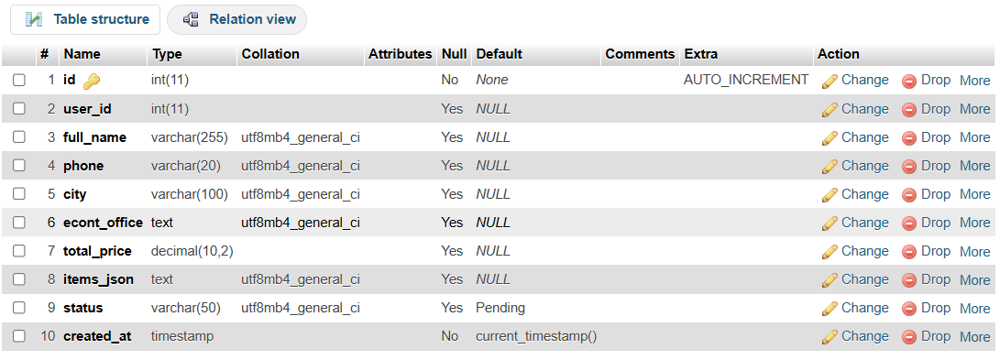 Table structure Relation view
# Name Type Collation Attributes Null Default Comments Extra Action
1 id int(11) No None AUTO_INCREMENT Change Drop More
2 user_id int(11) Yes NULL Change Drop More
3 full_name varchar(255) utf8mb4_general_ci Yes NULL Change Drop More
4 phone varchar(20) utf8mb4_general_ci Yes NULL Change Drop More
5 city varchar(100) utf8mb4_general_ci Yes NULL Change Drop More
6 econt_office text utf8mb4_general_ci Yes NULL Change Drop More
7 total_price decimal(10,2) Yes NULL Change Drop More
8 items_json text utf8mb4_general_ci Yes NULL Change Drop More
9 status varchar(50) utf8mb4_general_ci Yes Pending Change Drop More
10 created_at timestamp No current_timestamp() Change Drop More